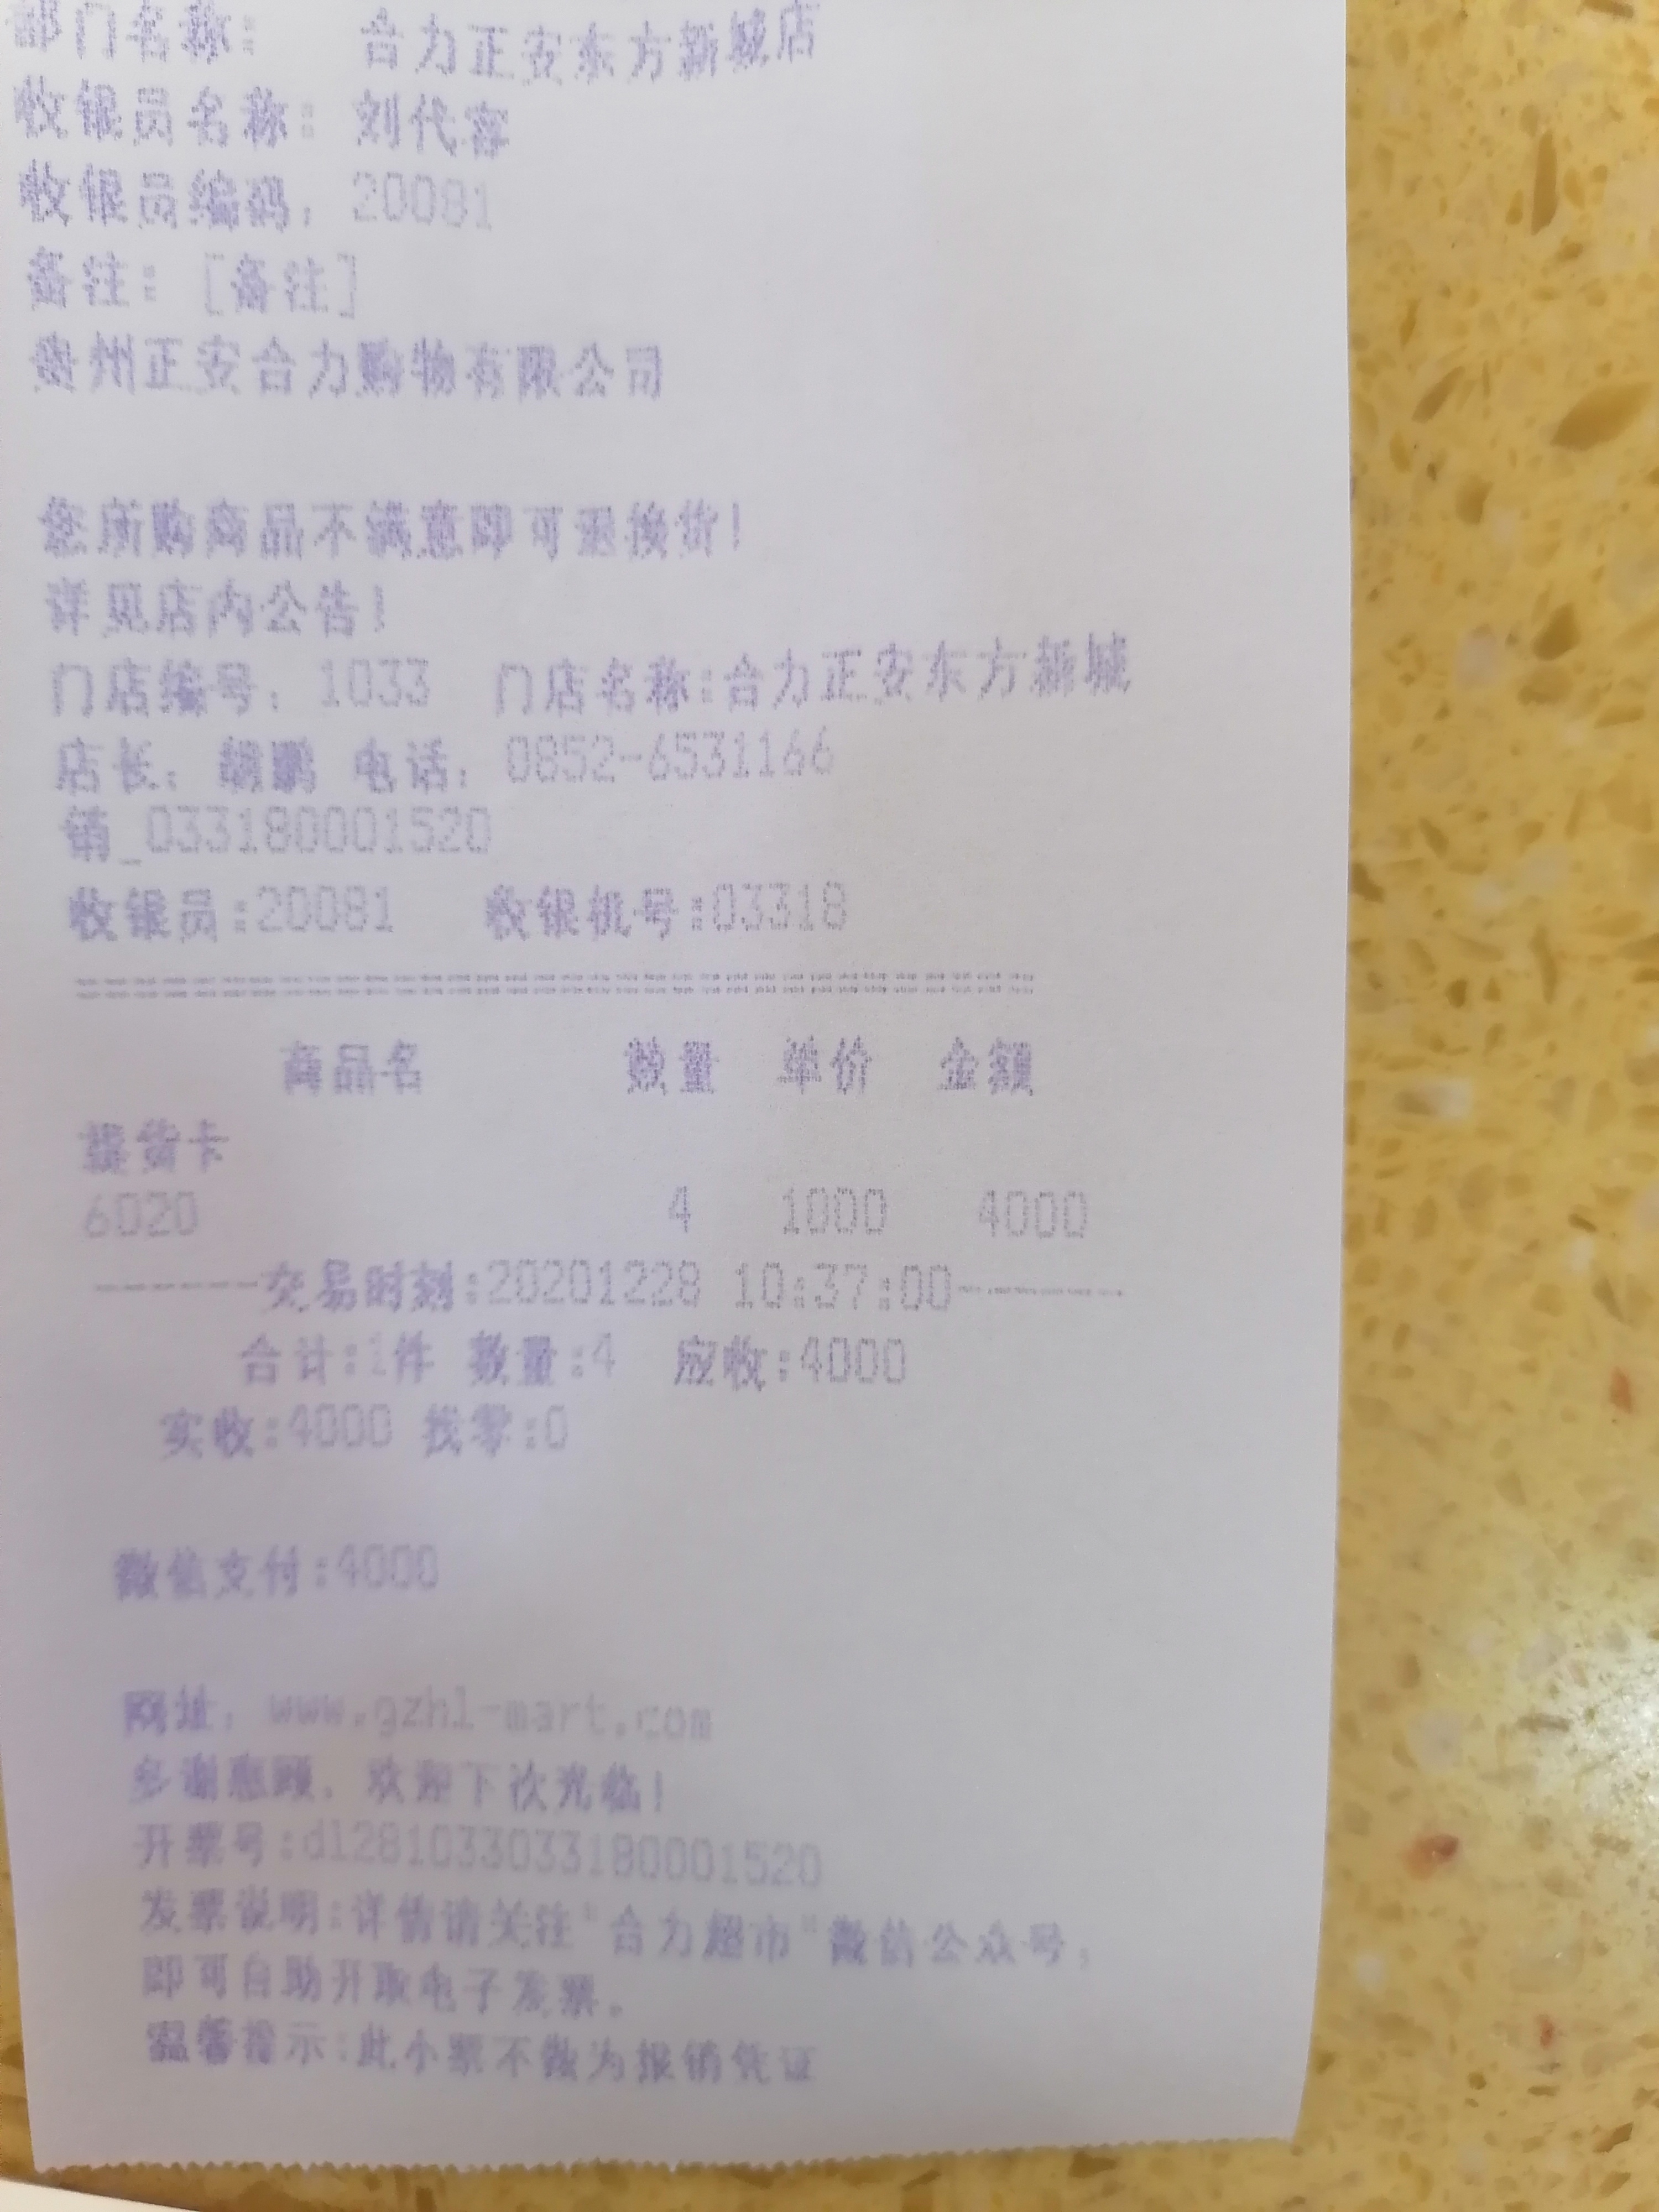 部门名称： 合力正安东方新城店
收银员名称：刘代容
收银员编码：20081
备注：[备注]
贵州正安合力购物有限公司
您所购商品不满意即可退换货！
详见店内公告！
门店编号：1033 门店名称:合力正安东方新城
店长：胡鹏 电话：0852-6531166
销_033180001520
收银员:20081 收银机号:03318
商品名 数量 单价 金额
提货卡
6020 4 1000 4000
------交易时刻:20201228 10:37:00-------
合计:1件 数量:4 应收:4000
实收:4000 找零:0
微信支付:4000
网址：www.gzhl-mart.com
多谢惠顾，欢迎下次光临！
开票号:d1281033033180001520
发票说明:详情请关注"合力超市"微信公众号，
即可自助开取电子发票。
温馨提示:此小票不做为报销凭证